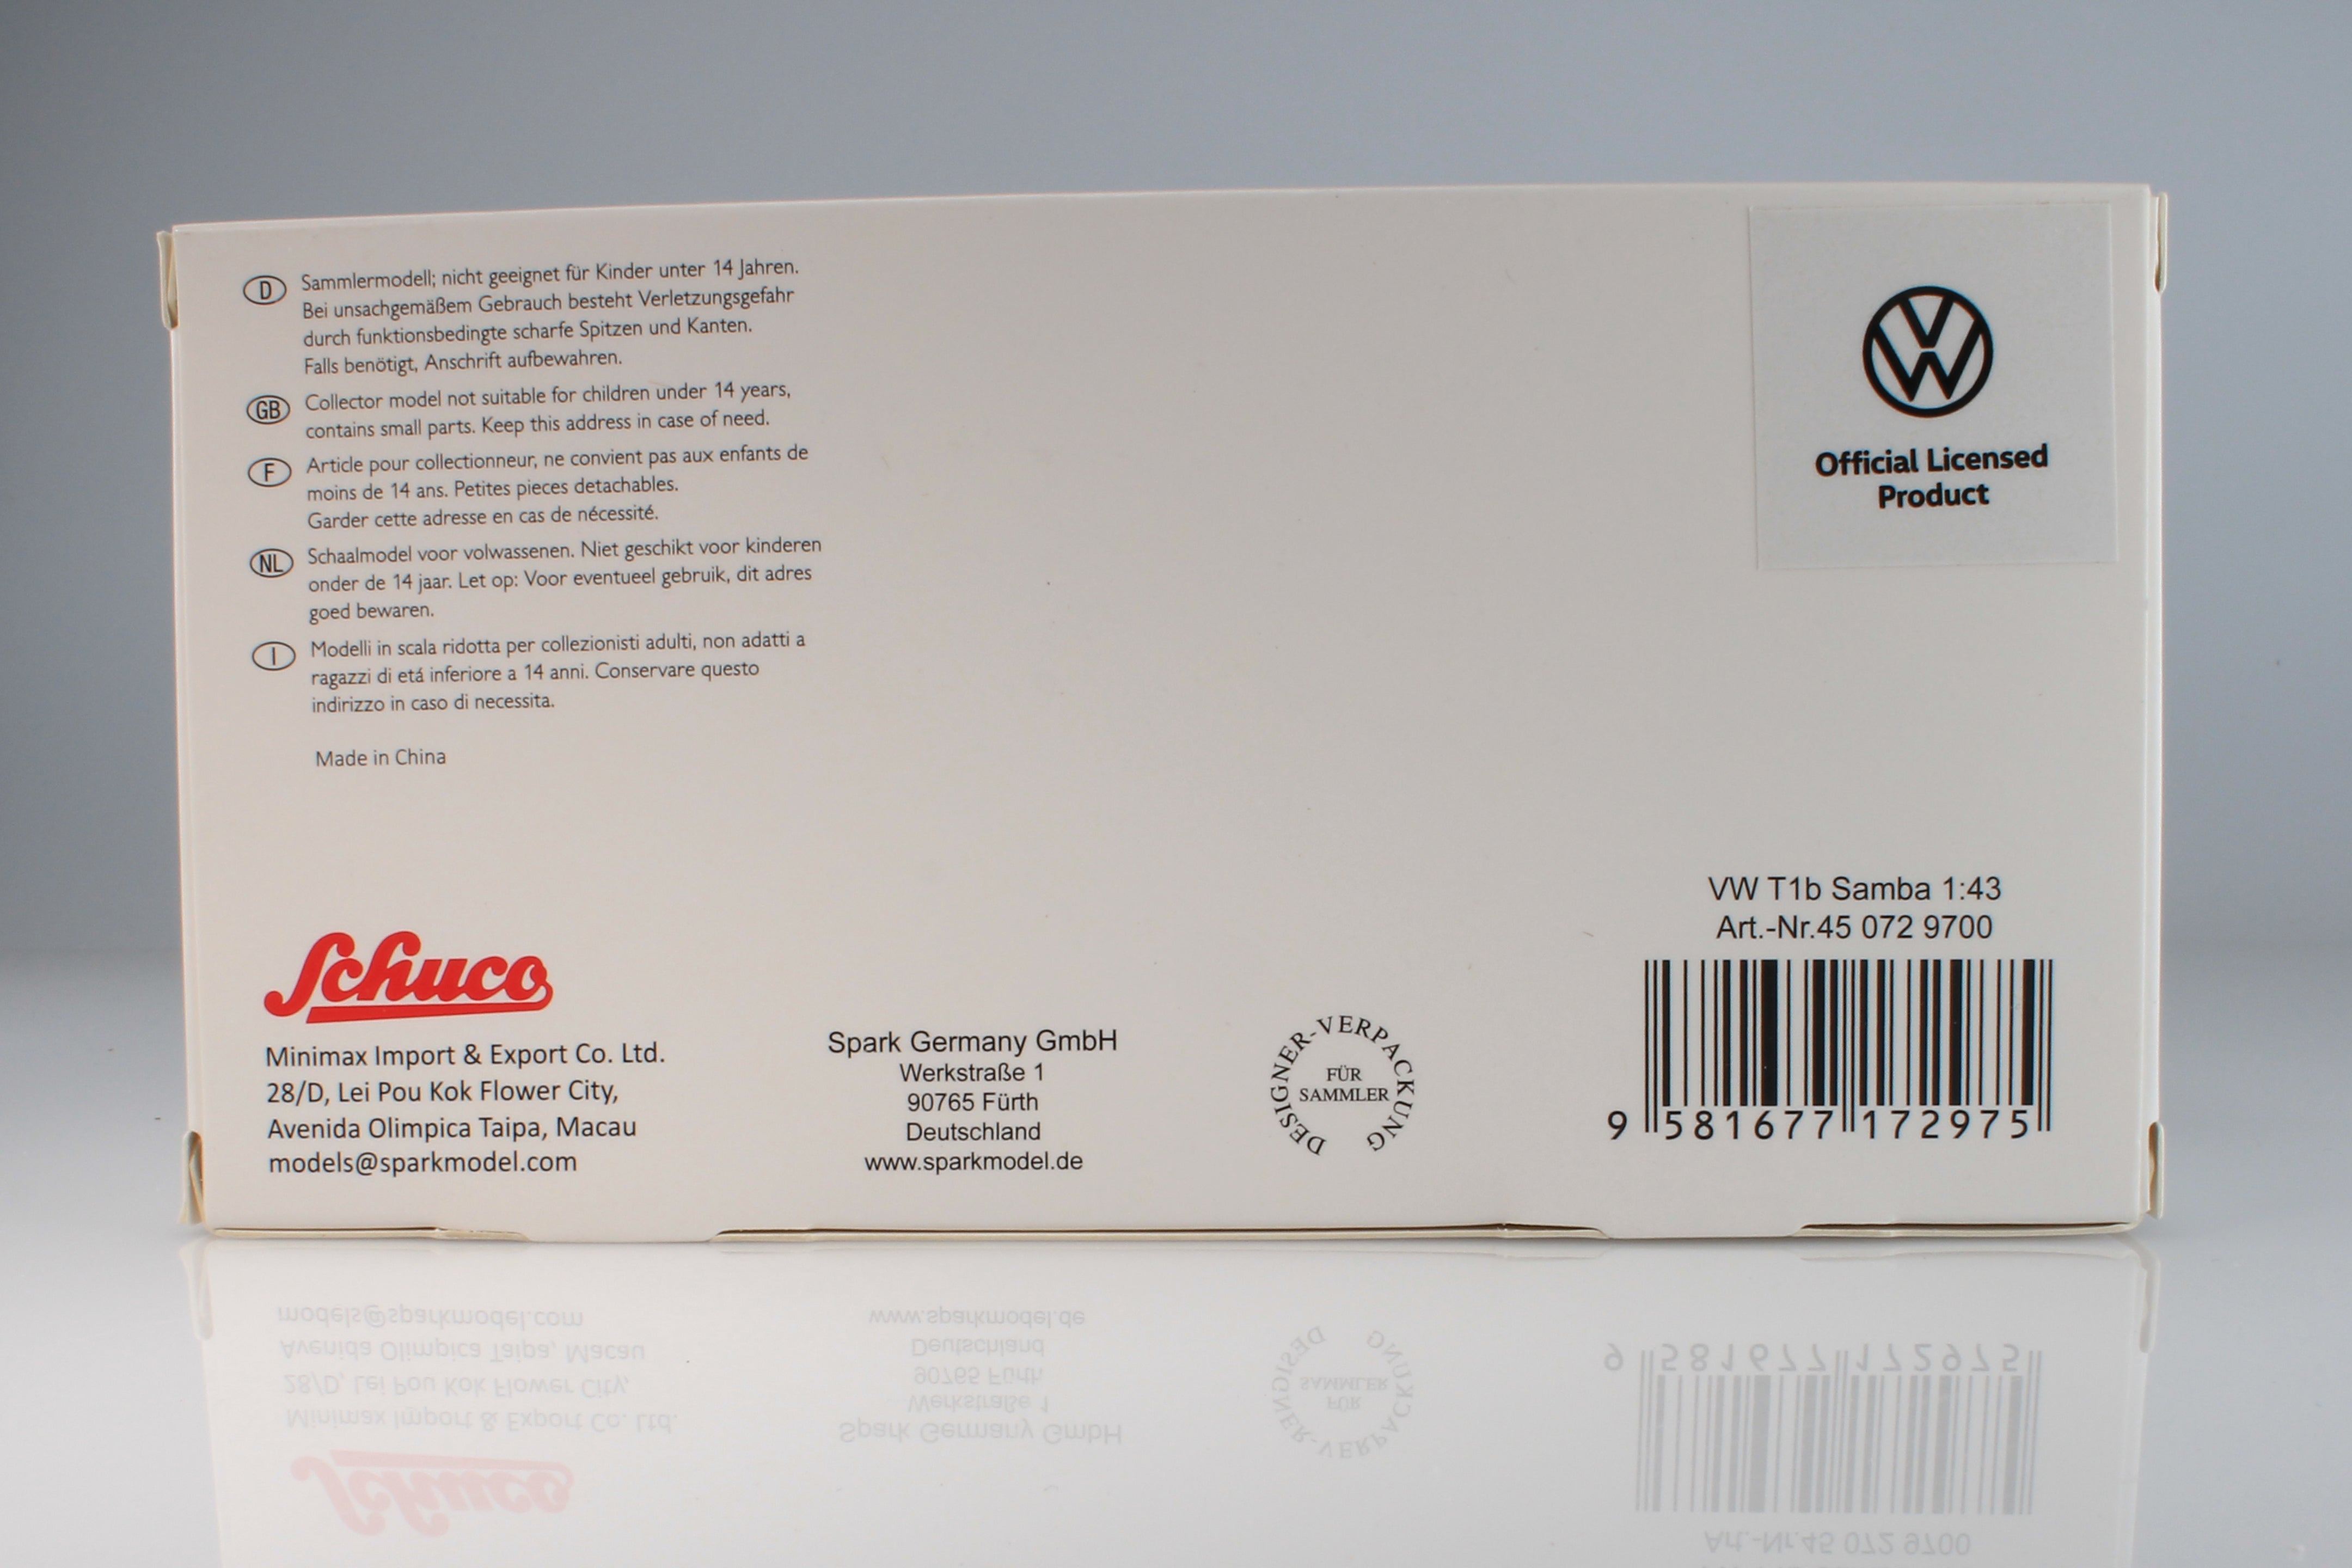 D Sammlermodell; nicht geeignet für Kinder unter 14 Jahren.
Bei unsachgemäßem Gebrauch besteht Verletzungsgefahr
durch funktionsbedingte scharfe Spitzen und Kanten.
Falls benötigt, Anschrift aufbewahren.
GB Collector model not suitable for children under 14 years,
contains small parts. Keep this address in case of need.
F Article pour collectionneur, ne convient pas aux enfants de
moins de 14 ans. Petites pieces detachables.
Garder cette adresse en cas de nécessité.
NL Schaalmodel voor volwassenen. Niet geschikt voor kinderen
onder de 14 jaar. Let op: Voor eventueel gebruik, dit adres
goed bewaren.
I Modelli in scala ridotta per collezionisti adulti, non adatti a
ragazzi di etá inferiore a 14 anni. Conservare questo
indirizzo in caso di necessita.
Made in China
VW
Official Licensed
Product
Schuco
Minimax Import & Export Co. Ltd.
28/D, Lei Pou Kok Flower City,
Avenida Olimpica Taipa, Macau
models@sparkmodel.com
Spark Germany GmbH
Werkstraße 1
90765 Fürth
Deutschland
www.sparkmodel.de
DESIGNER-VERPACKUNG
FÜR
SAMMLER
VW T1b Samba 1:43
Art.-Nr.45 072 9700
9 581677 172975